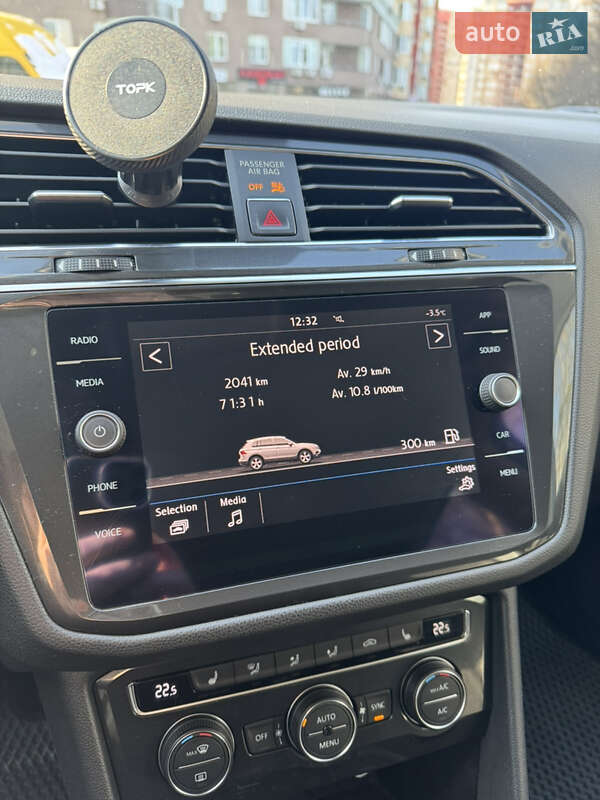 auto RIA.com
TOPK
PASSENGER
AIR BAG
OFF
12:32
-3.5°C
RADIO
MEDIA
PHONE
VOICE
APP
SOUND
CAR
MENU
Extended period
2041 km
71:31 h
Av. 29 km/h
Av. 10.8 l/100km
300 km
Selection
Media
Settings
22.5
22.5
MAX
OFF
AUTO
MENU
SYNC
MAX A/C
A/C